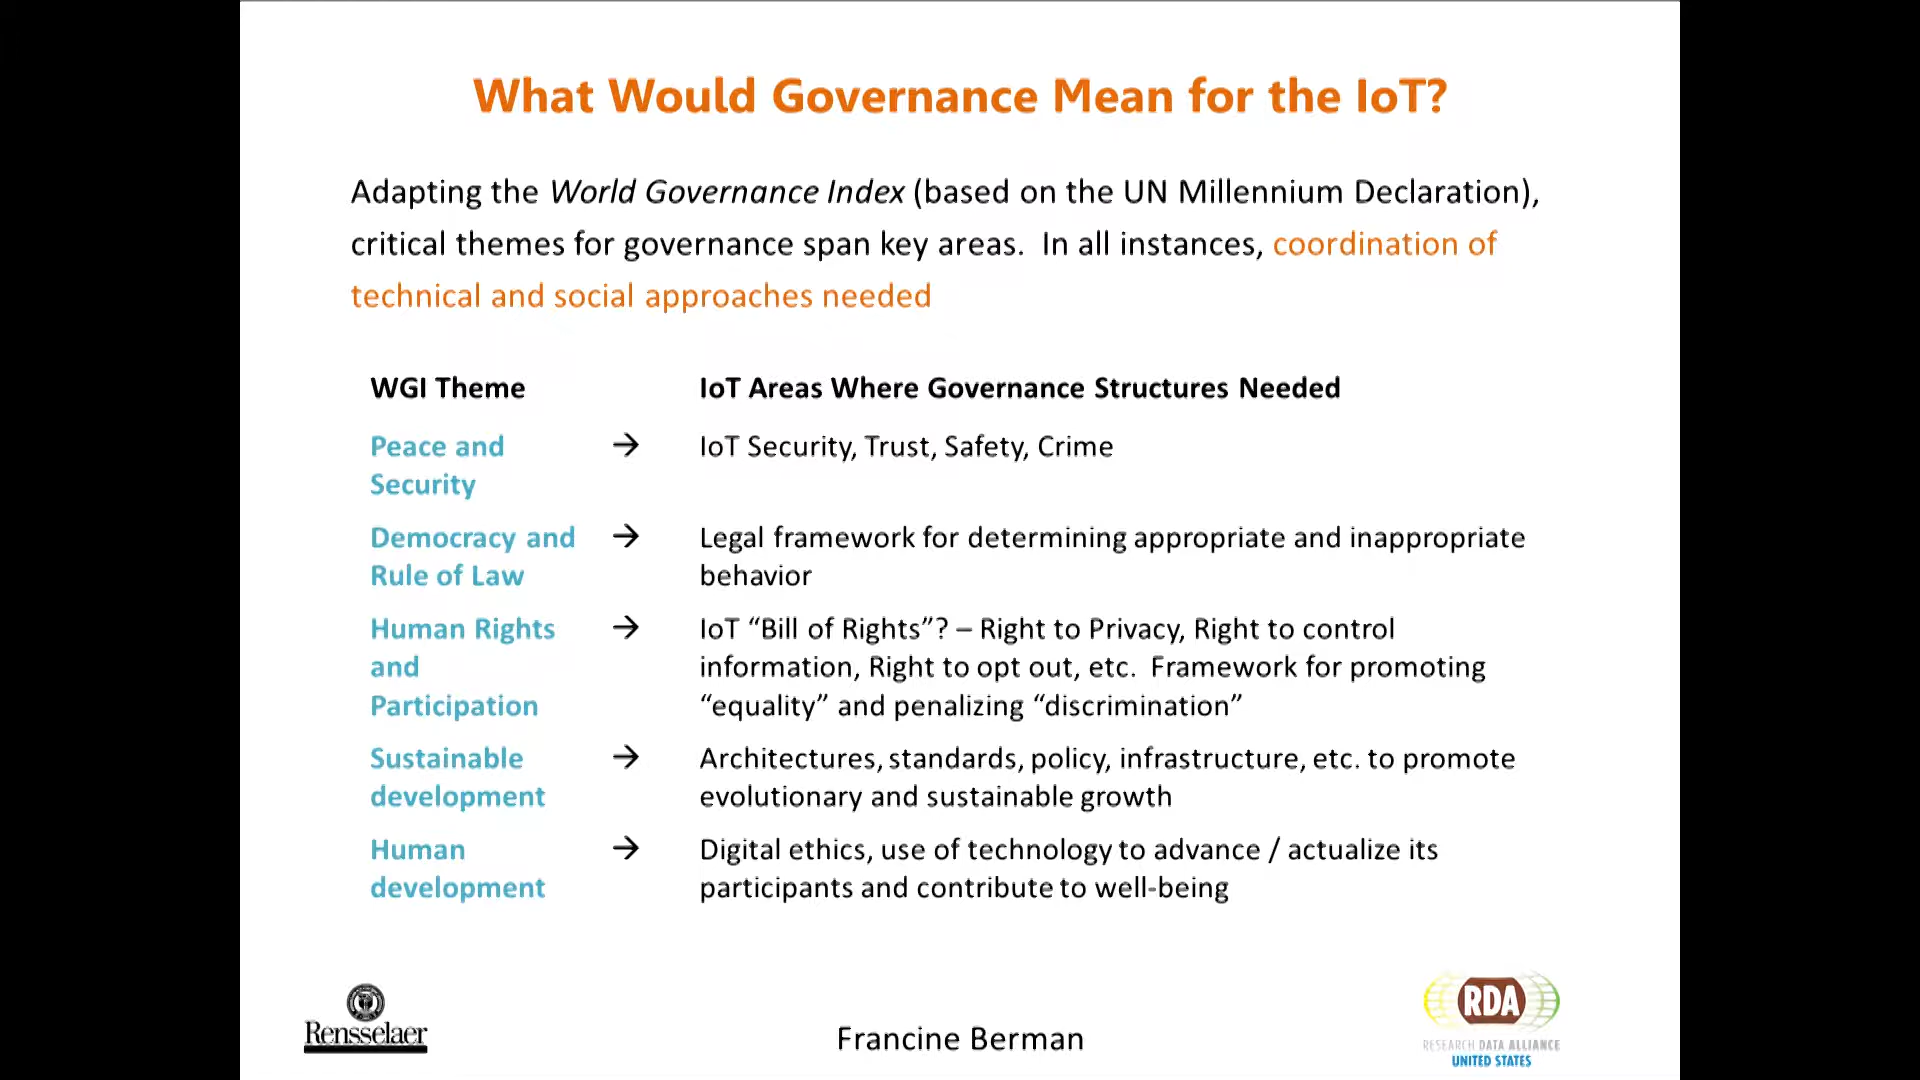 What Would Governance Mean for the IoT?
Adapting the World Governance Index (based on the UN Millennium Declaration),
critical themes for governance span key areas. In all instances, coordination of
technical and social approaches needed
WGI Theme
IoT Areas Where Governance Structures Needed
Peace and
Security
→
IoT Security, Trust, Safety, Crime
Democracy and
Rule of Law
→
Legal framework for determining appropriate and inappropriate
behavior
Human Rights
and
Participation
→
IoT “Bill of Rights”? – Right to Privacy, Right to control
information, Right to opt out, etc. Framework for promoting
“equality” and penalizing “discrimination”
Sustainable
development
→
Architectures, standards, policy, infrastructure, etc. to promote
evolutionary and sustainable growth
Human
development
→
Digital ethics, use of technology to advance / actualize its
participants and contribute to well-being
Rensselaer
Francine Berman
RDA
RESEARCH DATA ALLIANCE
UNITED STATES